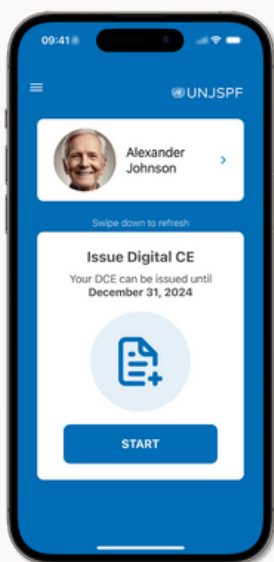 09:41
UNJSPF
Alexander
Johnson
Swipe down to refresh
Issue Digital CE
Your DCE can be issued until
December 31, 2024
START